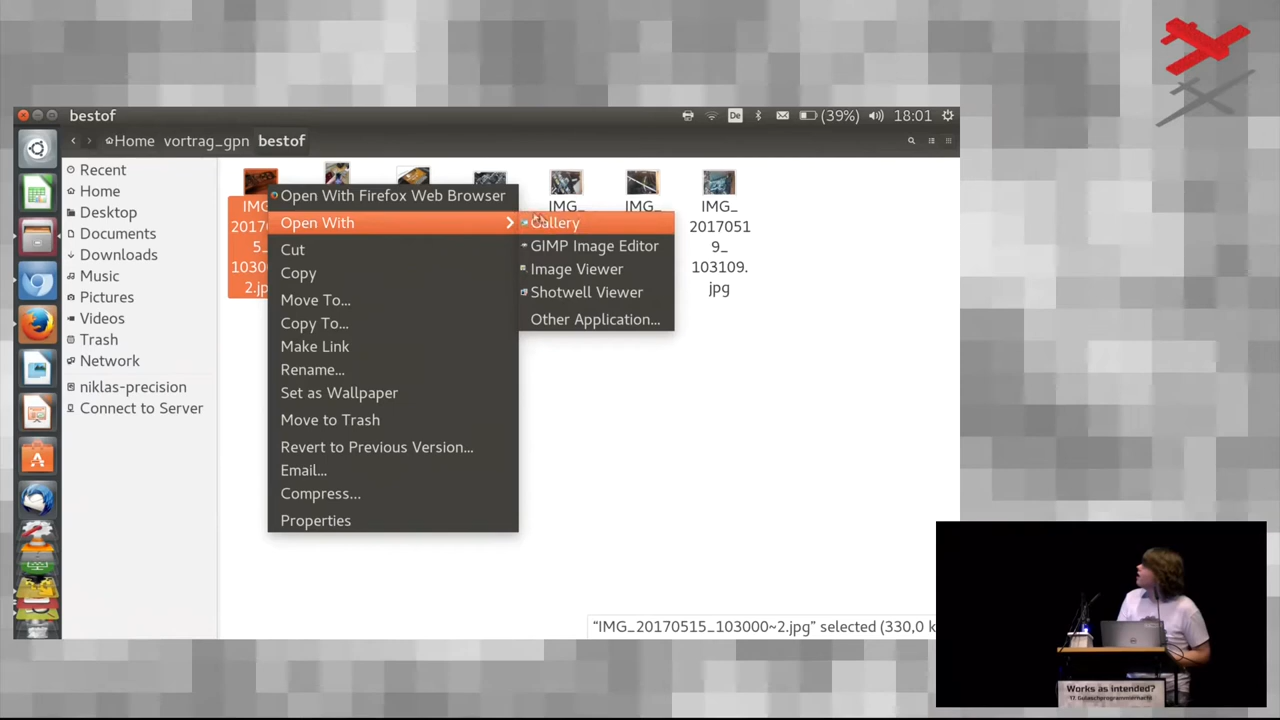 bestof
De
(39%)
18:01
Home vortrag_gpn bestof
Recent
Home
Desktop
Documents
Downloads
Music
Pictures
Videos
Trash
Network
niklas-precision
Connect to Server
Open With Firefox Web Browser
Open With
Cut
Copy
Move To...
Copy To...
Make Link
Rename...
Set as Wallpaper
Move to Trash
Revert to Previous Version...
Email...
Compress...
Properties
Gallery
GIMP Image Editor
Image Viewer
Shotwell Viewer
Other Application...
IMG_
IMG_
IMG_
2017051
9_
103109.
jpg
"IMG_20170515_103000~2.jpg" selected (330,0 k
Works as intended?
17. Gulaschprogrammiernacht